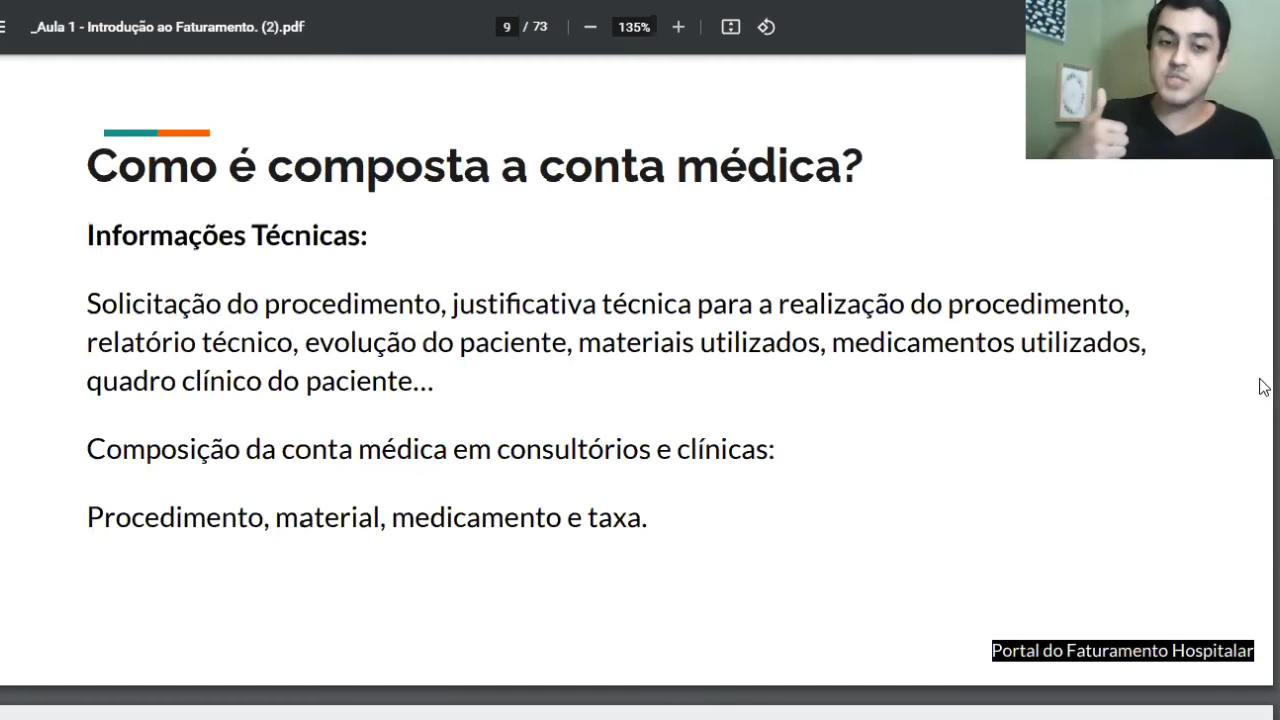 _Aula 1 - Introdução ao Faturamento. (2).pdf
9 / 73
135%
Como é composta a conta médica?
Informações Técnicas:
Solicitação do procedimento, justificativa técnica para a realização do procedimento,
relatório técnico, evolução do paciente, materiais utilizados, medicamentos utilizados,
quadro clínico do paciente...
Composição da conta médica em consultórios e clínicas:
Procedimento, material, medicamento e taxa.
Portal do Faturamento Hospitalar